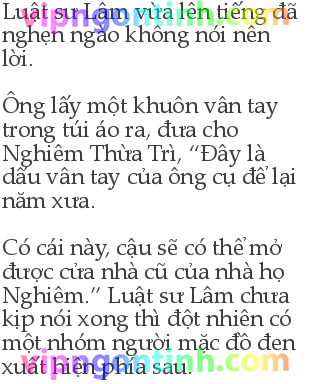 Luật sư Lâm vừa lên tiếng đã
nghẹn ngào không nói nên
lời.
Ông lấy một khuôn vân tay
trong túi áo ra, đưa cho
Nghiêm Thừa Trì, “Đây là
dấu vân tay của ông cụ để lại
năm xưa.
Có cái này, cậu sẽ có thể mở
được cửa nhà cũ của nhà họ
Nghiêm.” Luật sư Lâm chưa
kịp nói xong thì đột nhiên có
một nhóm người mặc đồ đen
xuất hiện phía sau.
vipngontinh.com
vipngontinh.com